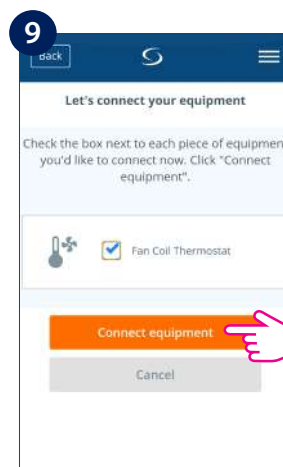 9
Back
Let's connect your equipment
Check the box next to each piece of equipmen
you'd like to connect now. Click "Connect
equipment".
Fan Coil Thermostat
Connect equipment
Cancel